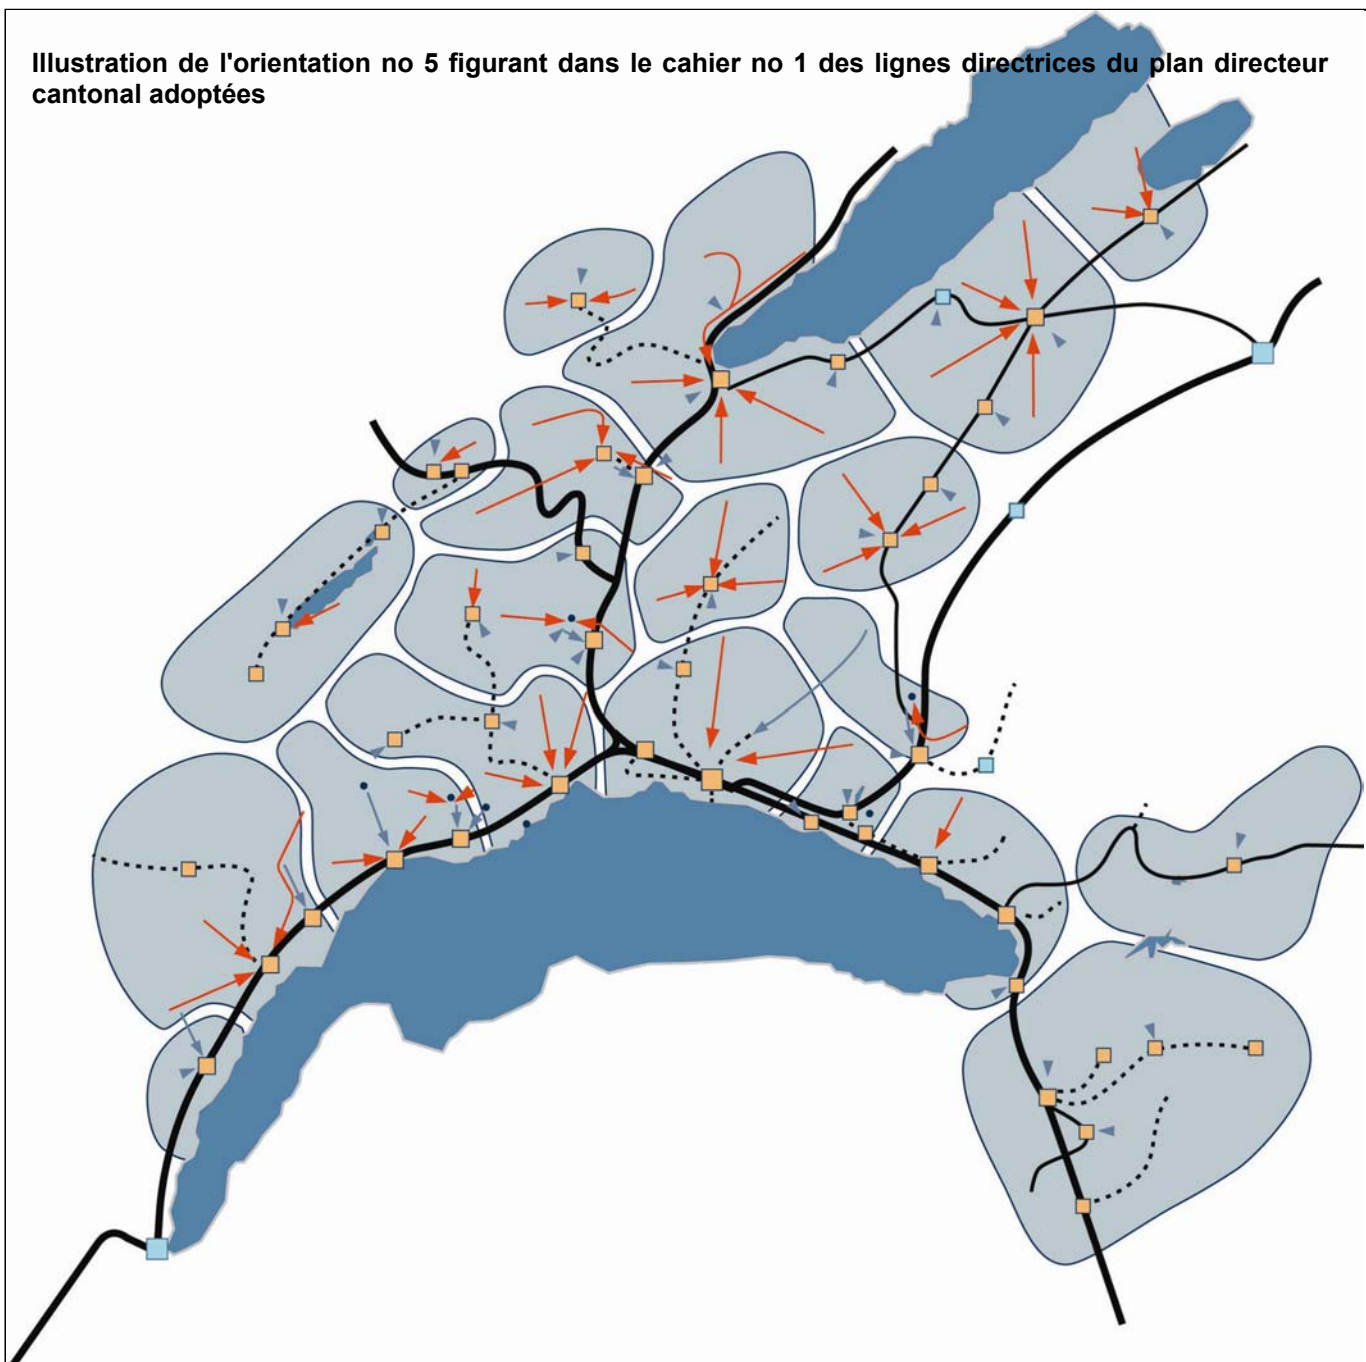 Illustration de l'orientation no 5 figurant dans le cahier no 1 des lignes directrices du plan directeur
cantonal adoptées